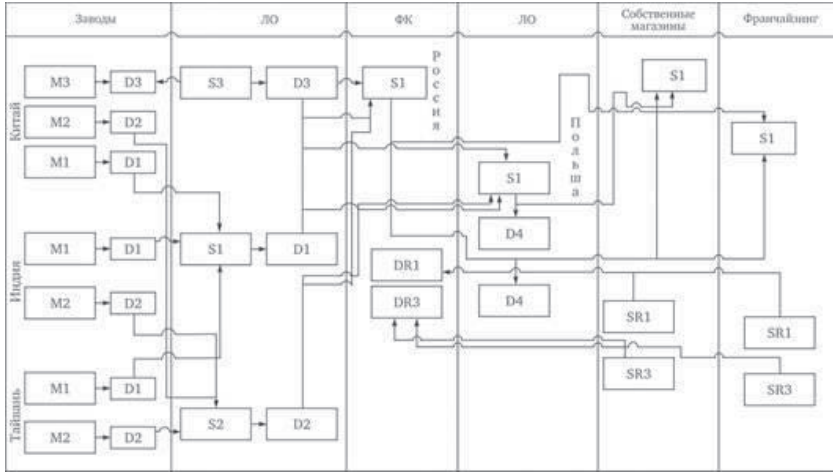 Заводы
ЛО
ФК
ЛО
Собственные
магазины
Франчайзинг
Китай
M3
D3
S3
D3
S1
Россия
S1
M2
D2
M1
D1
Польша
S1
S1
D4
Индия
M1
D1
S1
D1
DR1
M2
D2
DR3
D4
SR1
SR1
Тайвань
M1
D1
SR3
SR3
M2
D2
S2
D2